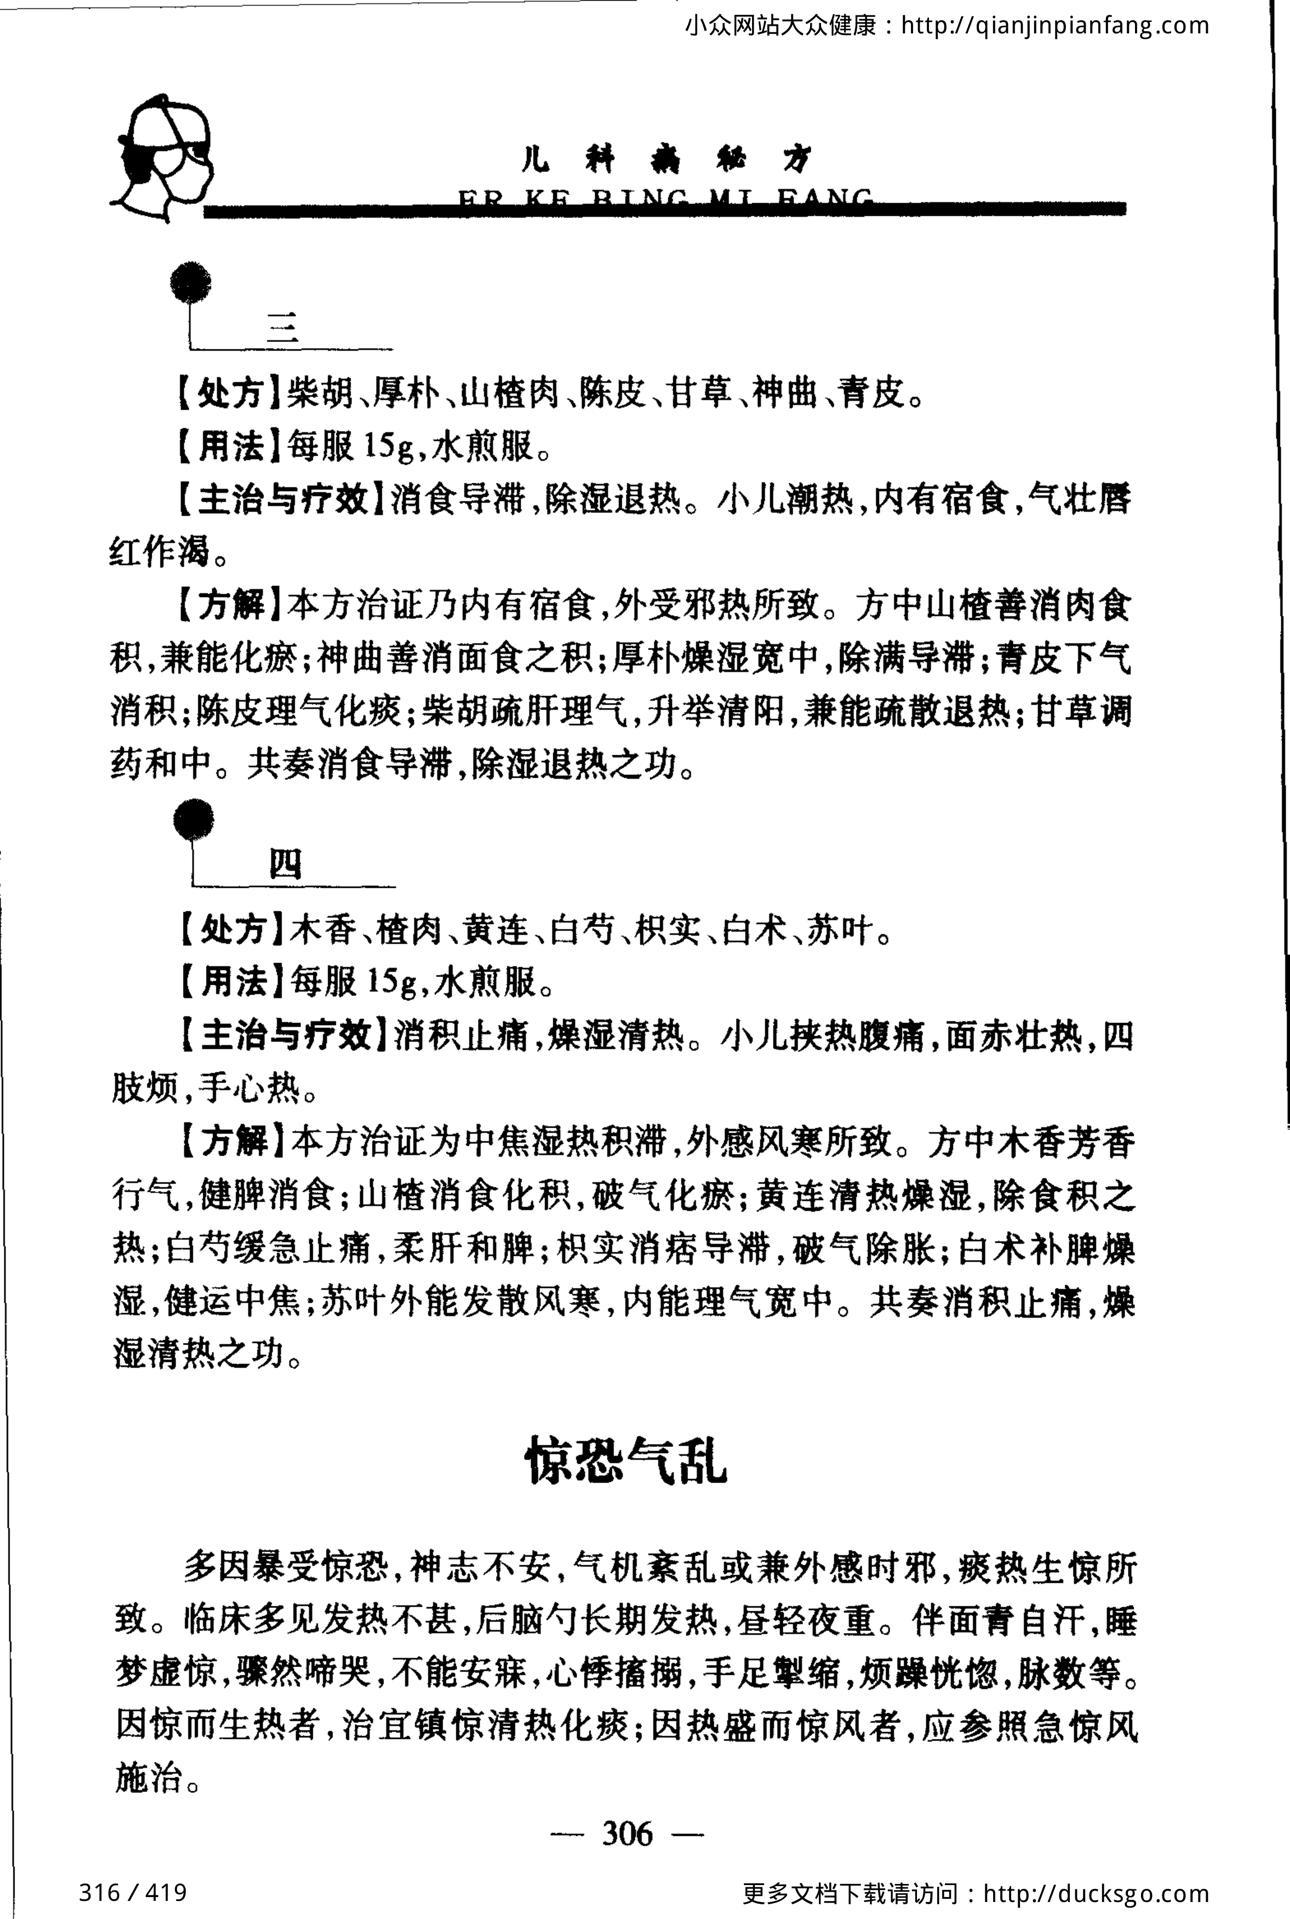 小众网站大众健康：http://qianjinpianfang.com
儿科病秘方
ER KE BING MI FANG
三
【处方】柴胡、厚朴、山楂肉、陈皮、甘草、神曲、青皮。
【用法】每服15g,水煎服。
【主治与疗效】消食导滞,除湿退热。小儿潮热,内有宿食,气壮唇
红作渴。
【方解】本方治证乃内有宿食,外受邪热所致。方中山楂善消肉食
积,兼能化瘀;神曲善消面食之积;厚朴燥湿宽中,除满导滞;青皮下气
消积;陈皮理气化痰;柴胡疏肝理气,升举清阳,兼能疏散退热;甘草调
药和中。共奏消食导滞,除湿退热之功。
四
【处方】木香、楂肉、黄连、白芍、枳实、白术、苏叶。
【用法】每服15g,水煎服。
【主治与疗效】消积止痛,燥湿清热。小儿挟热腹痛,面赤壮热,四
肢烦,手心热。
【方解】本方治证为中焦湿热积滞,外感风寒所致。方中木香芳香
行气,健脾消食;山楂消食化积,破气化瘀;黄连清热燥湿,除食积之
热;白芍缓急止痛,柔肝和脾;枳实消痞导滞,破气除胀;白术补脾燥
湿,健运中焦;苏叶外能发散风寒,内能理气宽中。共奏消积止痛,燥
湿清热之功。
惊恐气乱
多因暴受惊恐,神志不安,气机紊乱或兼外感时邪,痰热生惊所
致。临床多见发热不甚,后脑勺长期发热,昼轻夜重。伴面青自汗,睡
梦虚惊,骤然啼哭,不能安寐,心悸搐搦,手足掣缩,烦躁恍惚,脉数等。
因惊而生热者,治宜镇惊清热化痰;因热盛而惊风者,应参照急惊风
施治。
— 306 —
316 / 419
更多文档下载请访问：http://ducksgo.com